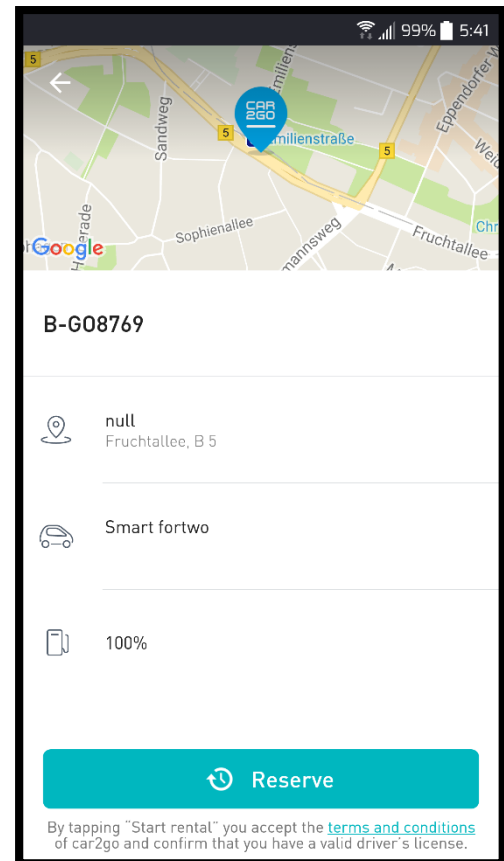 99% 5:41
5
Sandweg
CAR
2GO
5
milienstraße
5
Sophienallee
Fruchtallee
Google
B-GO8769
null
Fruchtallee, B 5
Smart fortwo
100%
Reserve
By tapping “Start rental” you accept the terms and conditions
of car2go and confirm that you have a valid driver's license.